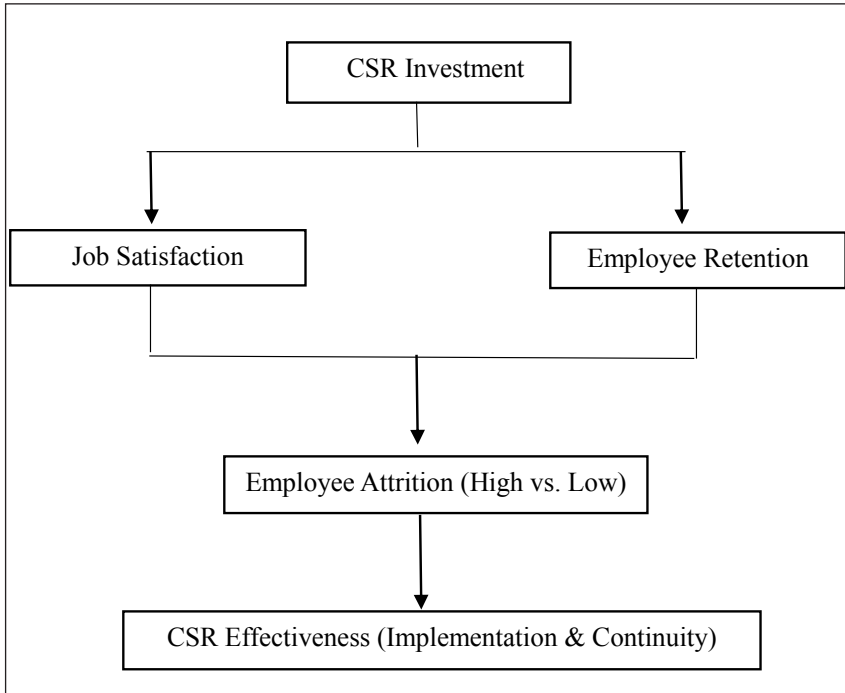 CSR Investment
Job Satisfaction
Employee Retention
Employee Attrition (High vs. Low)
CSR Effectiveness (Implementation & Continuity)